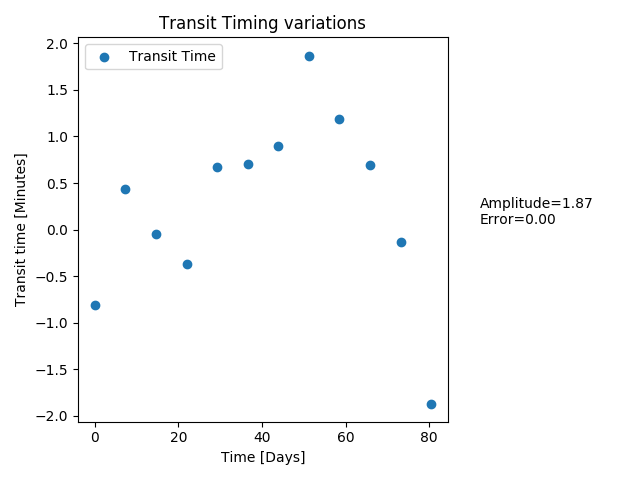 Transit Timing variations
Transit Time
2.0
1.5
1.0
0.5
0.0
−0.5
−1.0
−1.5
−2.0
Transit time [Minutes]
0
20
40
60
80
Time [Days]
Amplitude=1.87
Error=0.00